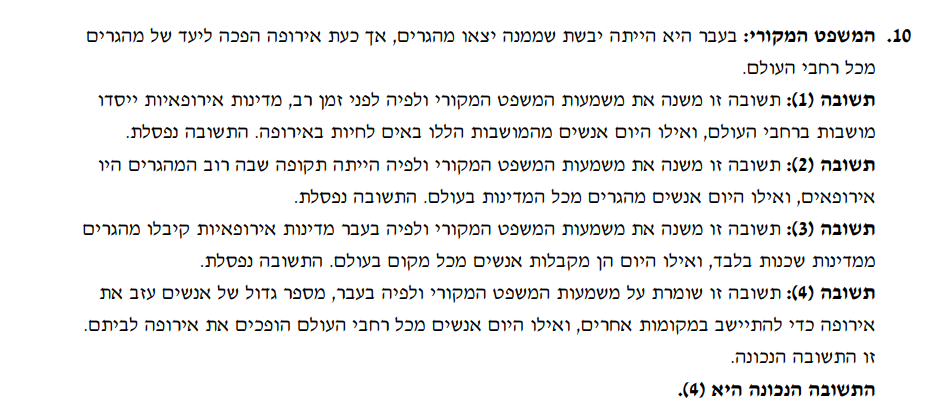 10. המשפט המקורי: בעבר היא הייתה יבשת שממנה יצאו מהגרים, אך כעת אירופה הפכה ליעד של מהגרים
מכל רחבי העולם.
תשובה (1): תשובה זו משנה את משמעות המשפט המקורי ולפיה לפני זמן רב, מדינות אירופאיות ייסדו
מושבות ברחבי העולם, ואילו היום אנשים מהמושבות הללו באים לחיות באירופה. התשובה נפסלת.
תשובה (2): תשובה זו משנה את משמעות המשפט המקורי ולפיה הייתה תקופה שבה רוב המהגרים היו
אירופאים, ואילו היום אנשים מהגרים מכל המדינות בעולם. התשובה נפסלת.
תשובה (3): תשובה זו משנה את משמעות המשפט המקורי ולפיה בעבר מדינות אירופאיות קיבלו מהגרים
ממדינות שכנות בלבד, ואילו היום הן מקבלות אנשים מכל מקום בעולם. התשובה נפסלת.
תשובה (4): תשובה זו שומרת על משמעות המשפט המקורי ולפיה בעבר, מספר גדול של אנשים עזב את
אירופה כדי להתיישב במקומות אחרים, ואילו היום אנשים מכל רחבי העולם הופכים את אירופה לביתם.
זו התשובה הנכונה.
התשובה הנכונה היא (4).